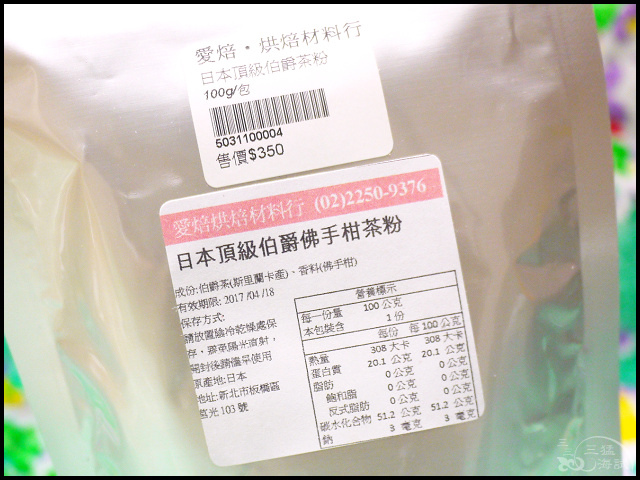 愛焙・烘焙材料行
日本頂級伯爵茶粉
100g/包
5031100004
售價$350
愛焙烘焙材料行 (02)2250-9376
日本頂級伯爵佛手柑茶粉
成份:伯爵茶(斯里蘭卡產)、香料(佛手柑)
有效期限: 2017 /04 /18
保存方式:
請放置陰冷乾燥處保
存，避免陽光直射，
開封後請儘早使用
原產地:日本
地址:新北市板橋區
莒光 103 號
營養標示
每一份量 100 公克
本包裝含 1 份
每份 每 100 公克
熱量 308 大卡 308 大卡
蛋白質 20.1 公克 20.1 公克
脂肪 0 公克 0 公克
飽和脂 0 公克 0 公克
反式脂肪 0 公克 0 公克
碳水化合物 51.2 公克 51.2 公克
鈉 3 毫克 3 毫克